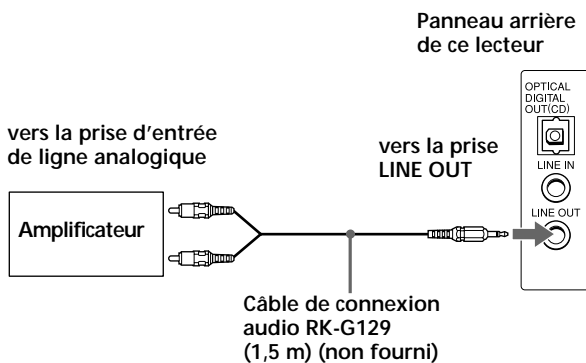 Panneau arrière
de ce lecteur
OPTICAL
DIGITAL
OUT(CD)
vers la prise d'entrée
de ligne analogique
vers la prise
LINE OUT
LINE IN
LINE OUT
Amplificateur
Câble de connexion
audio RK-G129
(1,5 m) (non fourni)